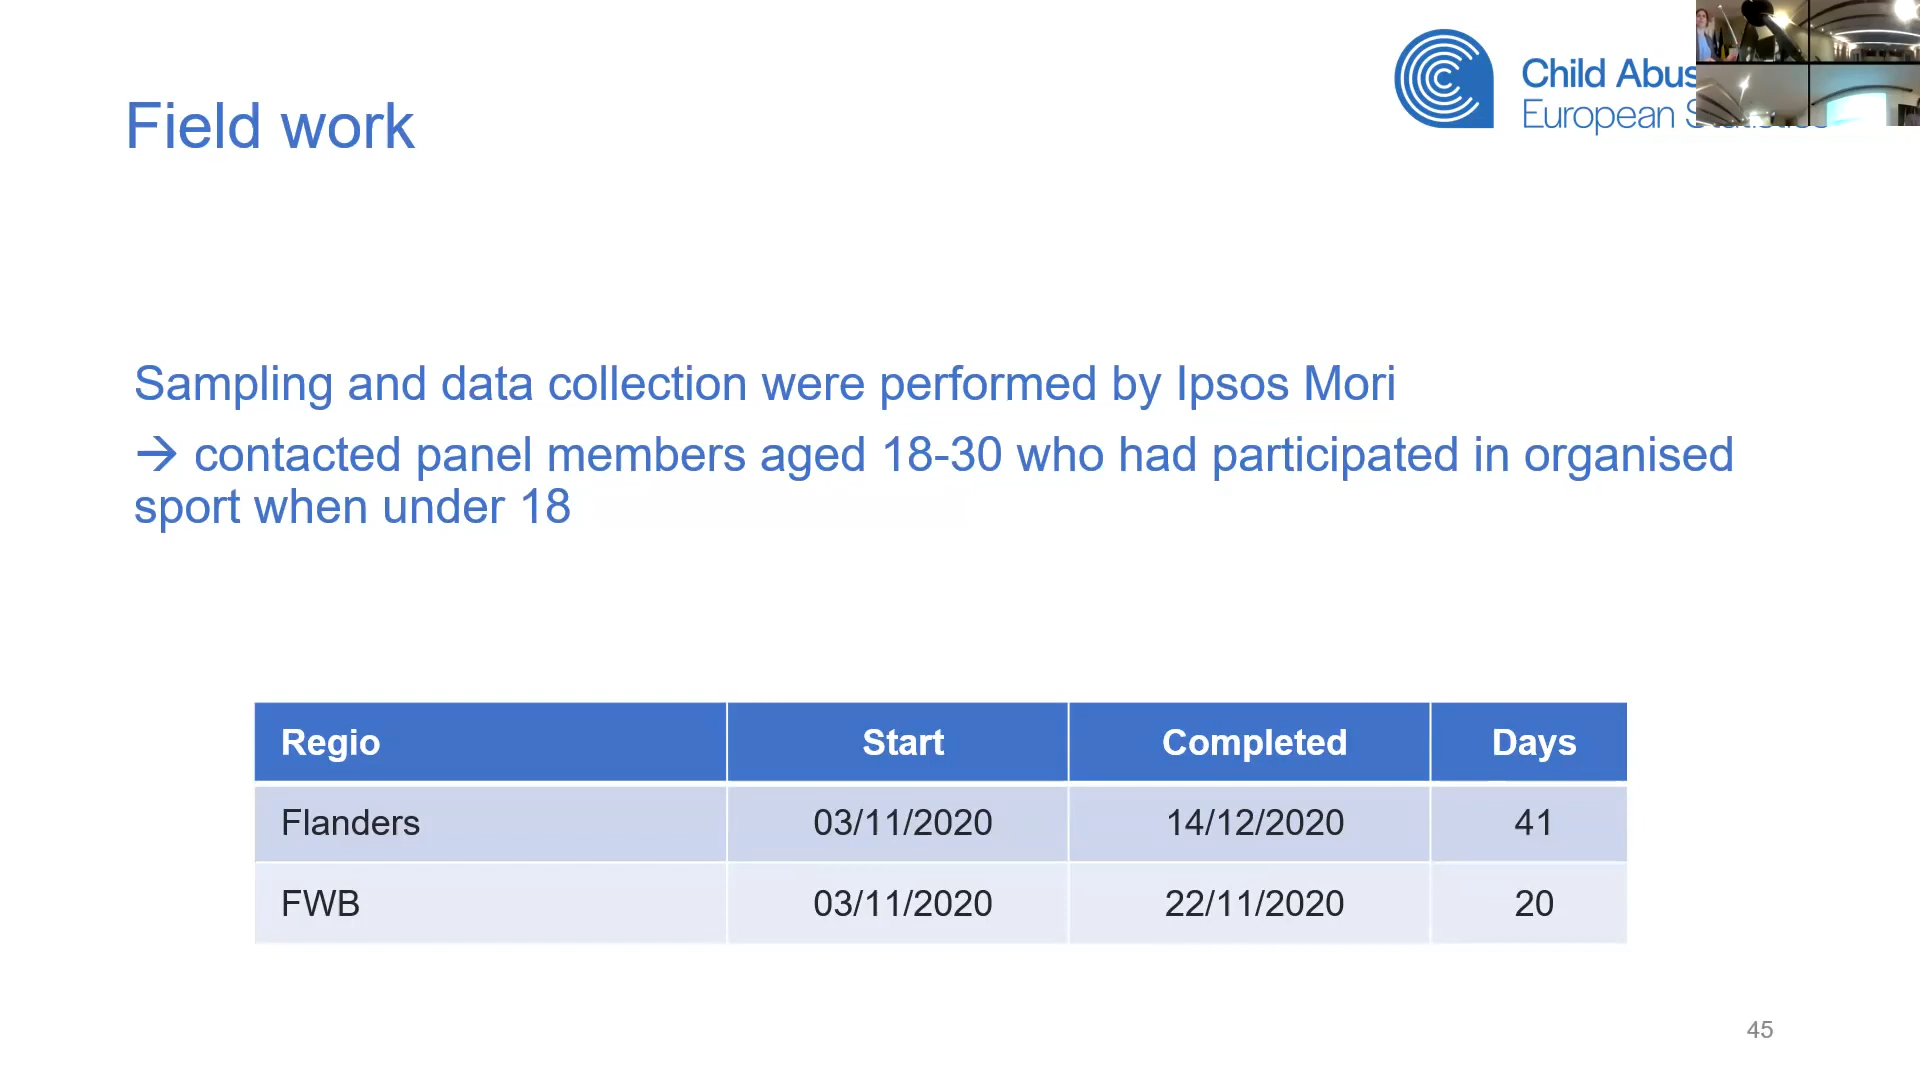 Field work
Child
European
Sampling and data collection were performed by Ipsos Mori
→ contacted panel members aged 18-30 who had participated in organised
sport when under 18
Regio Start Completed Days
Flanders 03/11/2020 14/12/2020 41
FWB 03/11/2020 22/11/2020 20
45